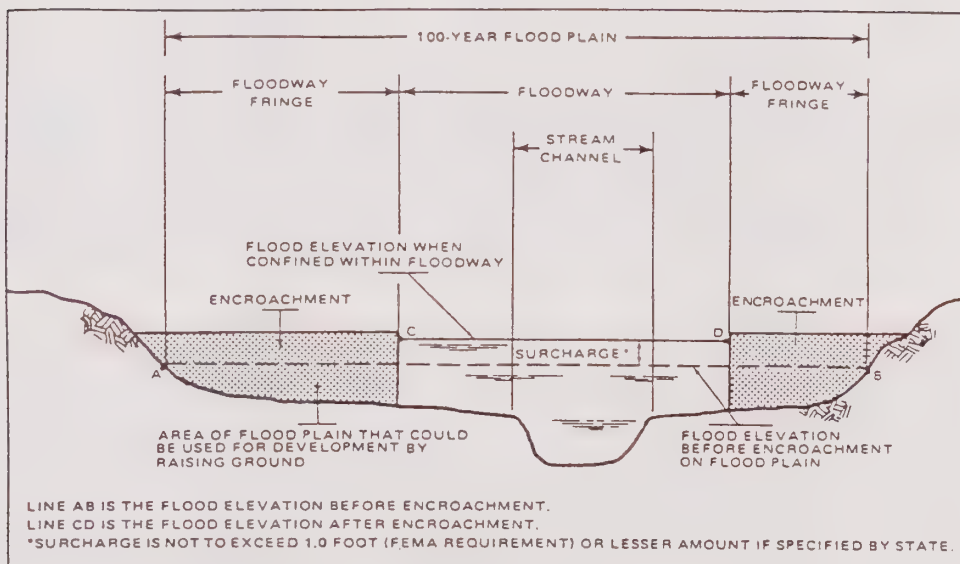 100-YEAR FLOOD PLAIN
FLOODWAY
FRINGE
FLOODWAY
FLOODWAY
FRINGE
STREAM
CHANNEL
FLOOD ELEVATION WHEN
CONFINED WITHIN FLOODWAY
ENCROACHMENT
ENCROACHMENT
C
D
SURCHARGE*
A
B
AREA OF FLOOD PLAIN THAT COULD
BE USED FOR DEVELOPMENT BY
RAISING GROUND
FLOOD ELEVATION
BEFORE ENCROACHMENT
ON FLOOD PLAIN
LINE AB IS THE FLOOD ELEVATION BEFORE ENCROACHMENT.
LINE CD IS THE FLOOD ELEVATION AFTER ENCROACHMENT.
*SURCHARGE IS NOT TO EXCEED 1.0 FOOT (FEMA REQUIREMENT) OR LESSER AMOUNT IF SPECIFIED BY STATE.